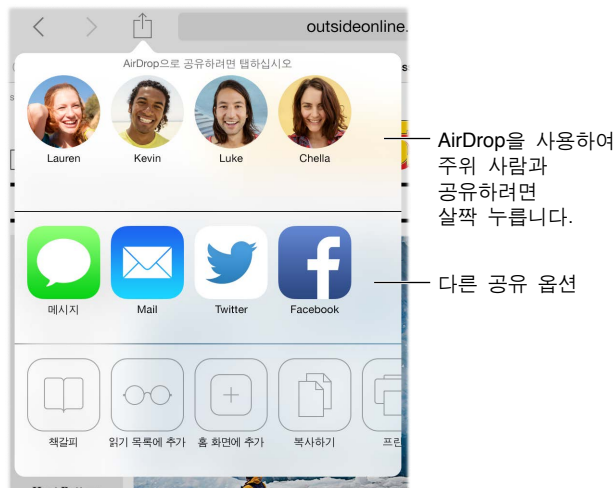 outsideonline.
AirDrop으로 공유하려면 탭하십시오
Lauren
Kevin
Luke
Chella
AirDrop을 사용하여
주위 사람과
공유하려면
살짝 누릅니다.
메시지
Mail
Twitter
Facebook
다른 공유 옵션
책갈피
읽기 목록에 추가
홈 화면에 추가
복사하기
프린